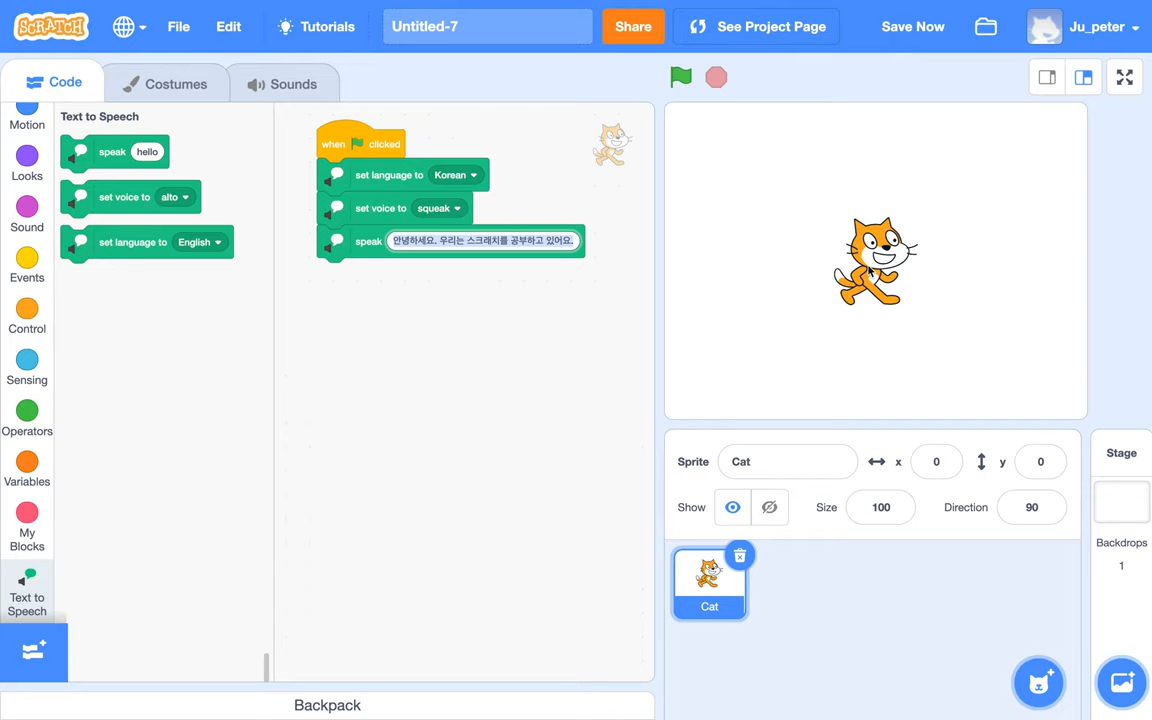 SCRATCH
File
Edit
Tutorials
Untitled-7
Share
See Project Page
Save Now
Ju_peter
Code
Costumes
Sounds
Motion
Looks
Sound
Events
Control
Sensing
Operators
Variables
My
Blocks
Text to
Speech
Text to Speech
speak hello
set voice to alto
set language to English
when clicked
set language to Korean
set voice to squeak
speak 안녕하세요. 우리는 스크래치를 공부하고 있어요.
Backpack
Sprite Cat x 0 y 0
Show Size 100 Direction 90
Cat
Stage
Backdrops
1